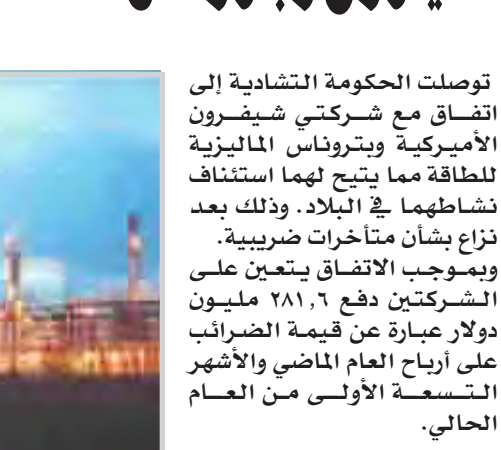 توصلت الحكومة التشادية إلى
اتفاق مع شركتي شيفرون
الأميركية وبتروناس الماليزية
للطاقة مما يتيح لهما استئناف
نشاطهما في البلاد. وذلك بعد
نزاع بشأن متأخرات ضريبية.
وبموجب الاتفاق يتعين على
الشركتين دفع ٢٨١,٦ مليون
دولار عبارة عن قيمة الضرائب
على أرباح العام الماضي والأشهر
التسعة الأولى من العام
الحالي.